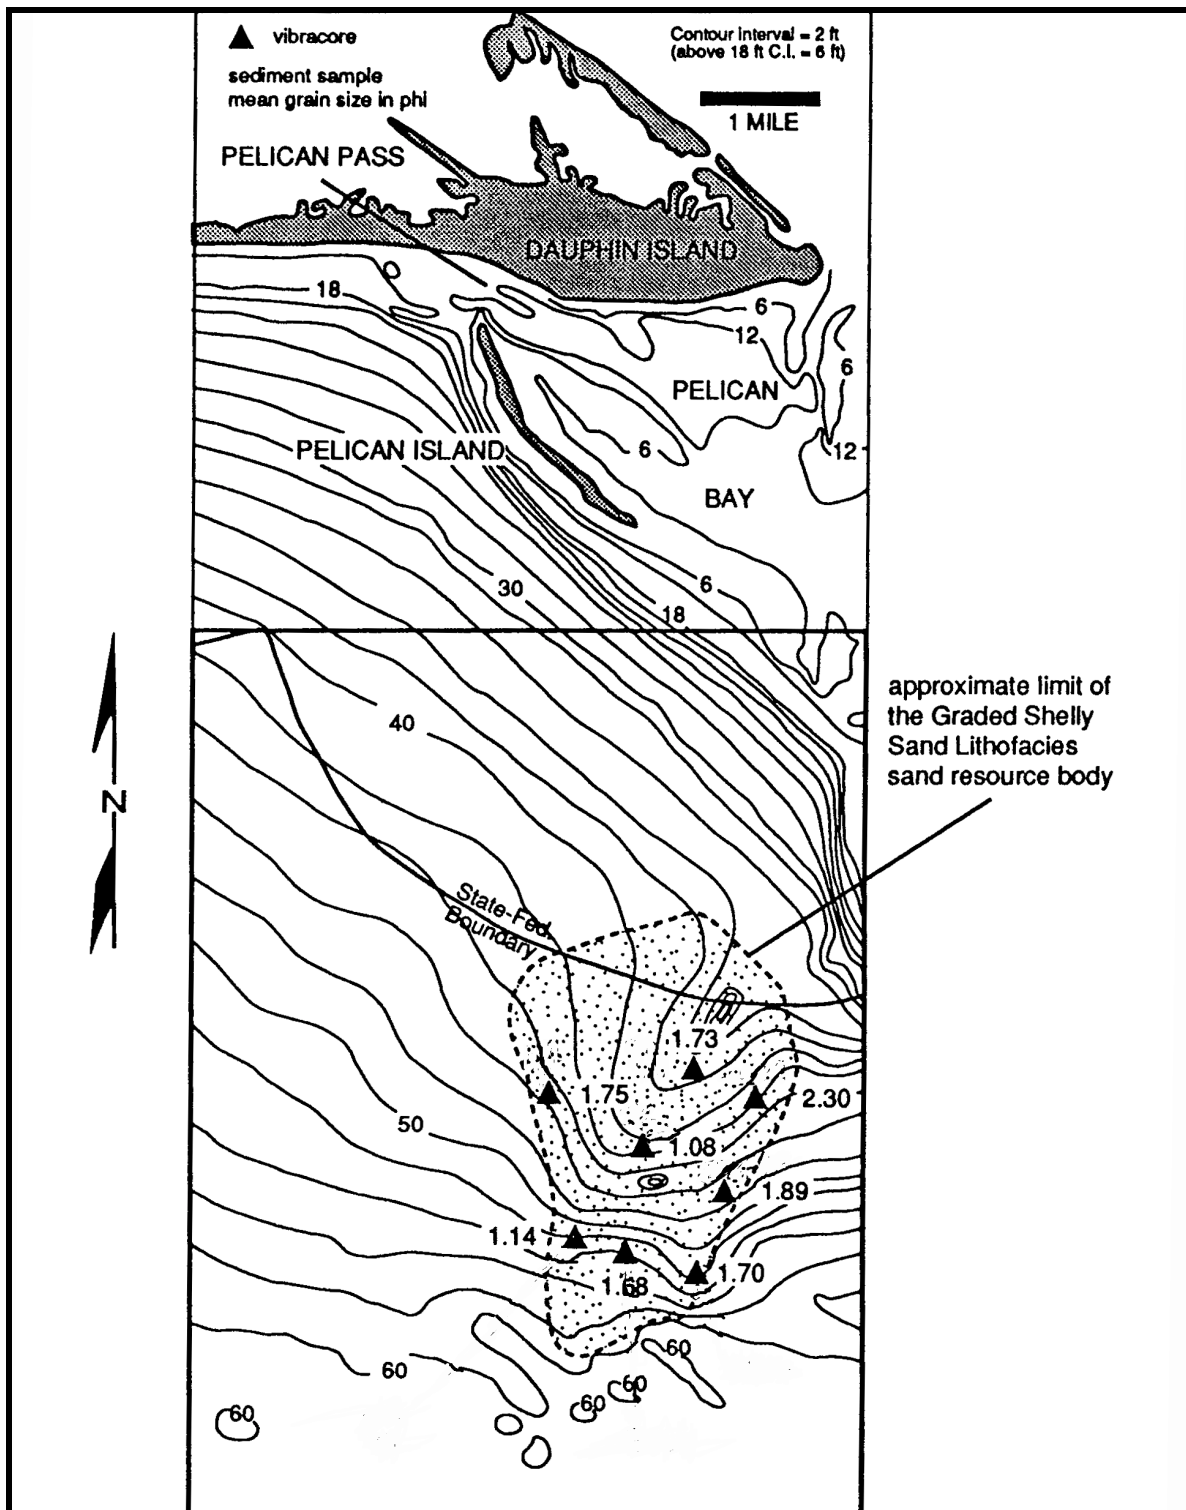 vibracore
sediment sample
mean grain size in phi
Contour interval = 2 ft
(above 18 ft C.I. = 6 ft)
1 MILE
PELICAN PASS
DAUPHIN ISLAND
18
6
12
6
PELICAN
PELICAN ISLAND
6
12
BAY
30
6
18
approximate limit of
the Graded Shelly
Sand Lithofacies
sand resource body
40
N
State-Fed.
Boundary
1.73
1.75
2.30
50
1.08
1.89
1.14
1.70
1.68
60
60
60
60
60